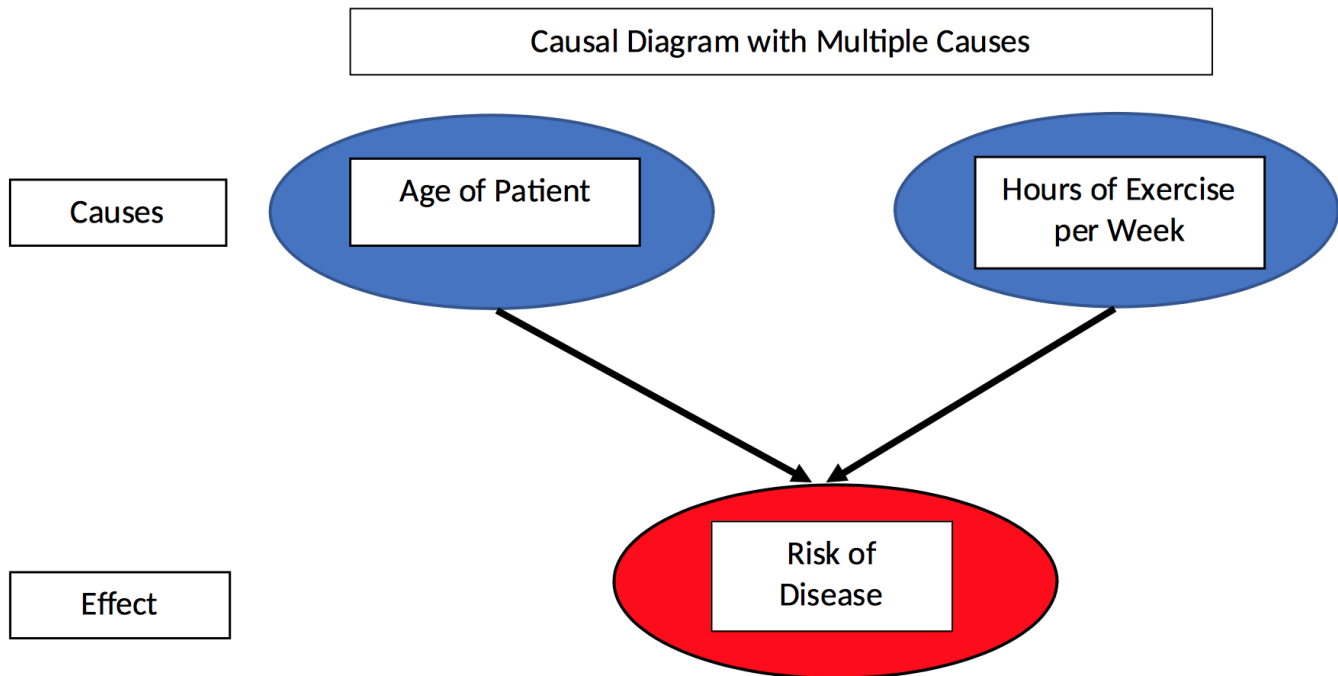 Causal Diagram with Multiple Causes
Causes
Age of Patient
Hours of Exercise
per Week
Effect
Risk of
Disease